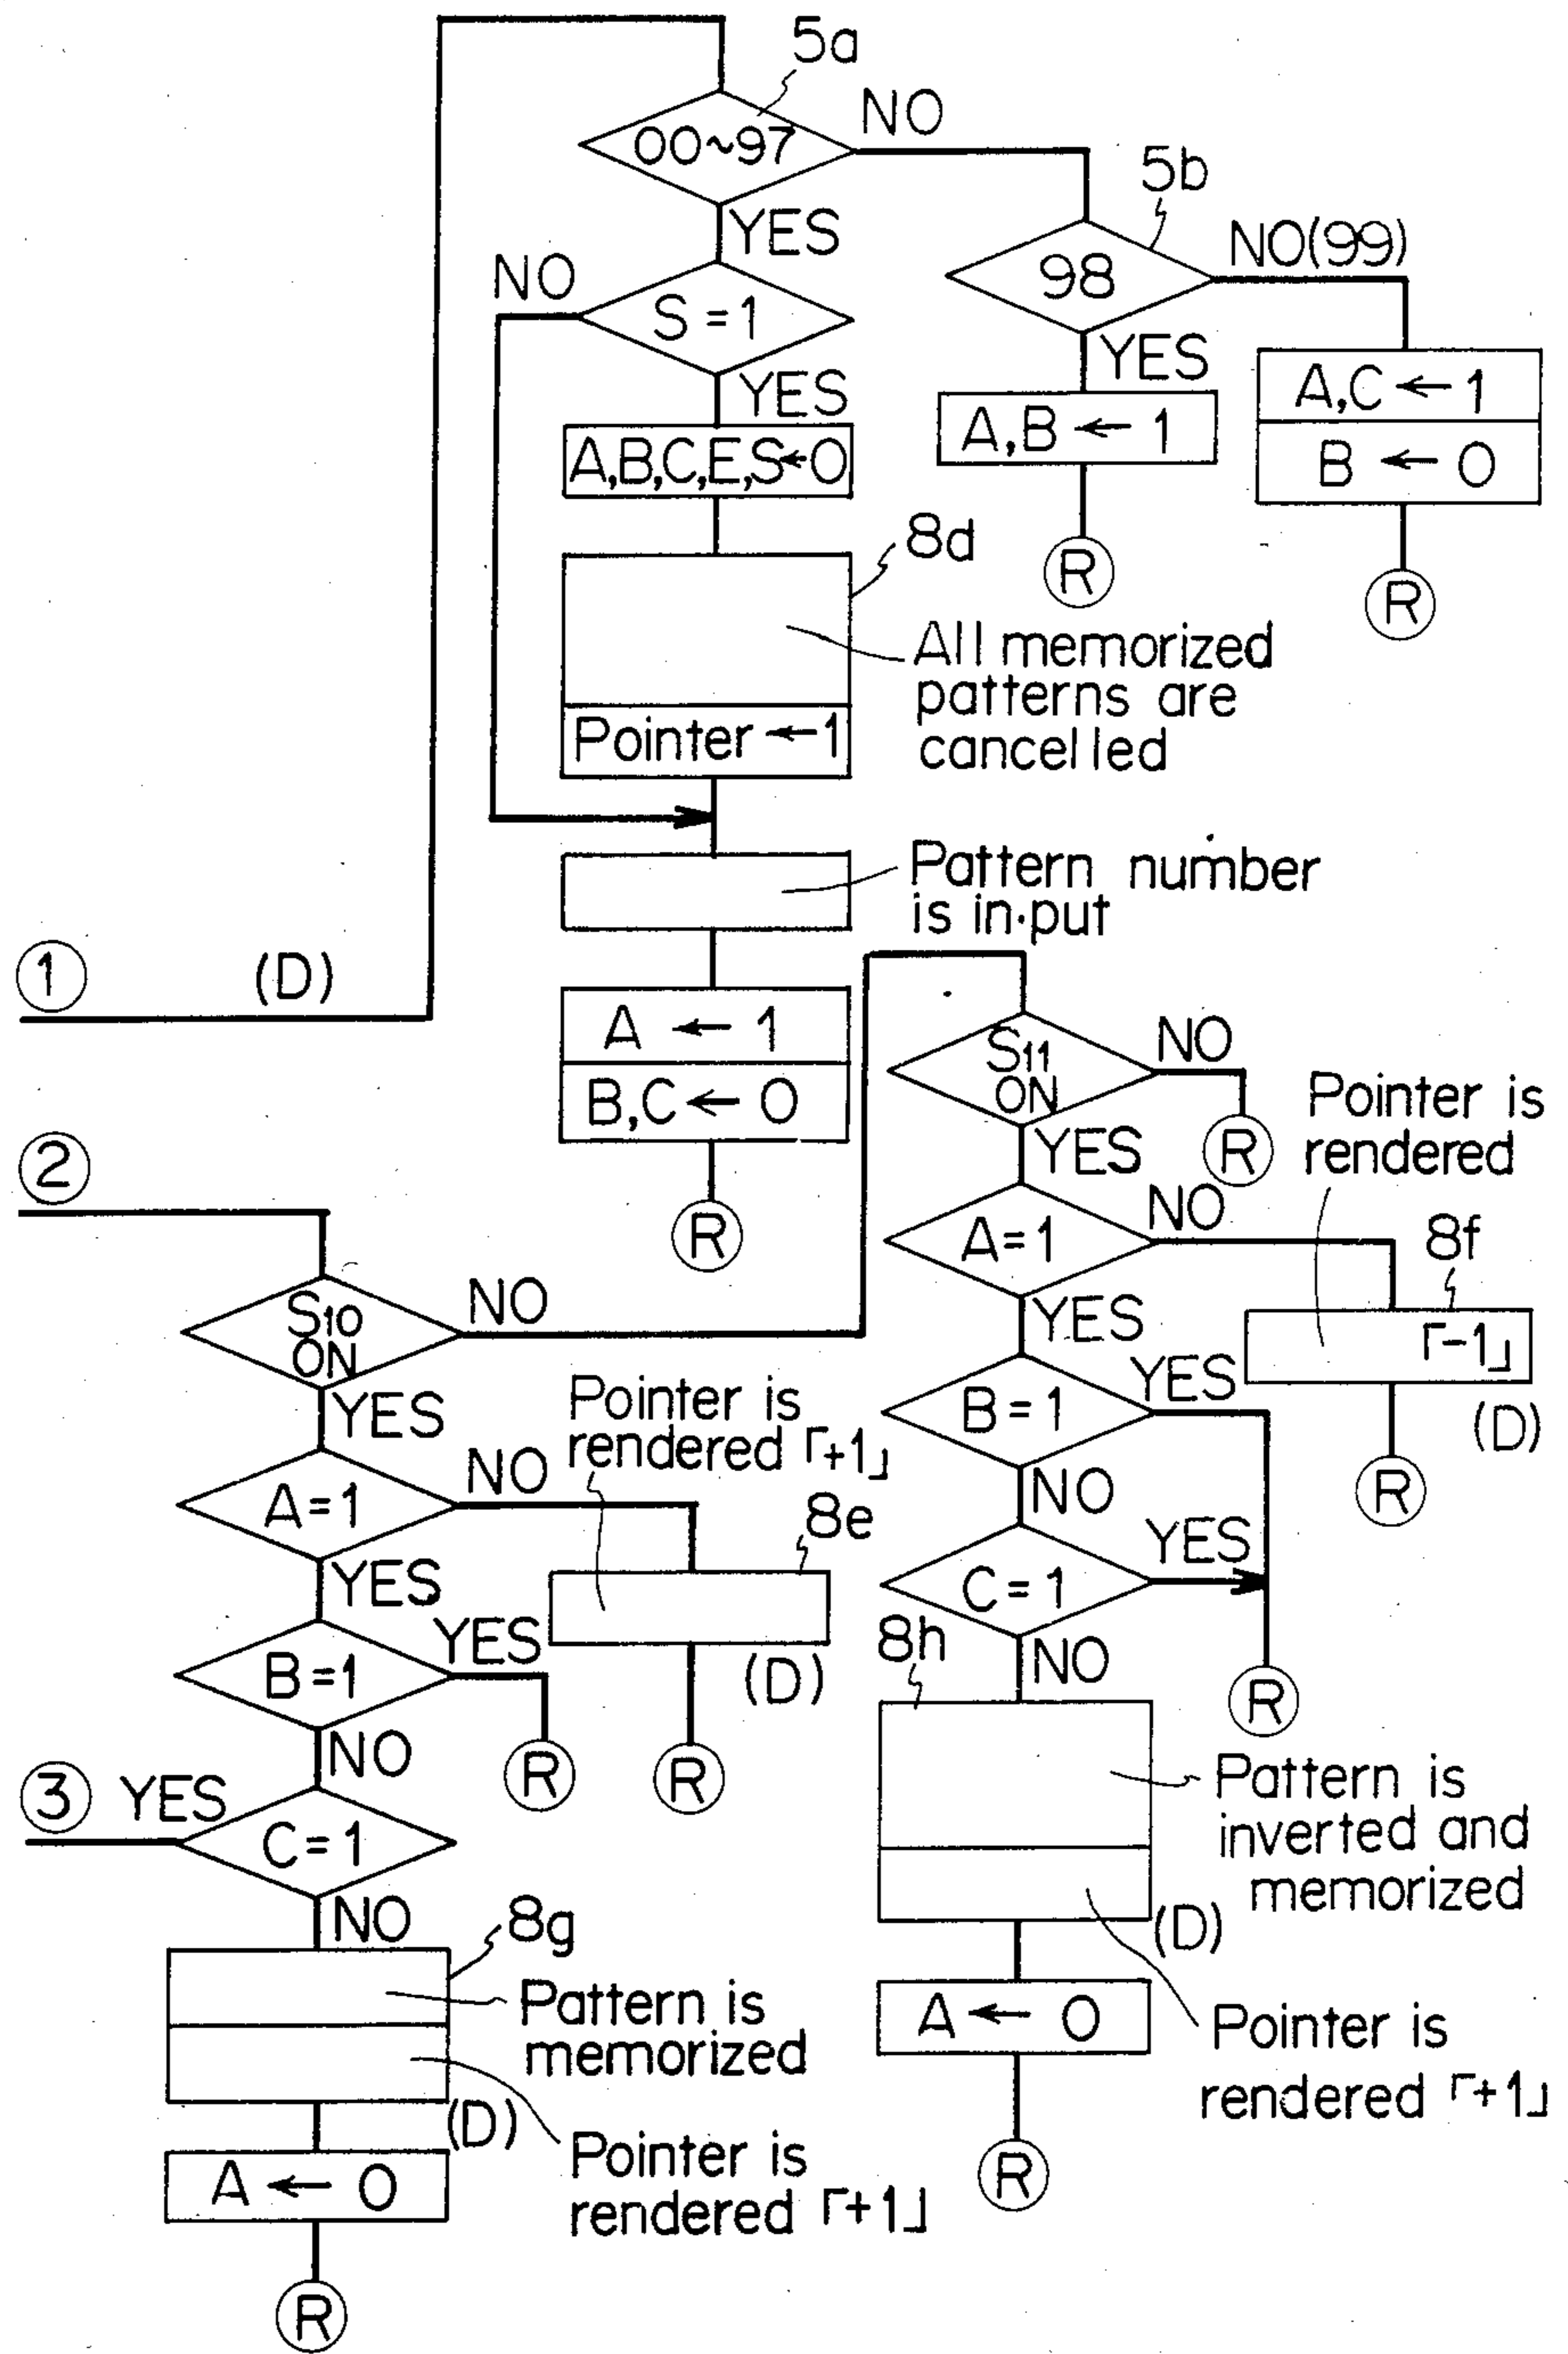 5a
00~97
NO
YES
5b
98
NO(99)
YES
NO
S=1
YES
A,B,C,E,S←0
A,B ← 1
A,C ← 1
B ← 0
R
R
8d
All memorized
patterns are
cancelled
Pointer ←1
Pattern number
is in·put
1
(D)
A ← 1
B,C ← 0
R
S11
ON
NO
R
YES
Pointer is
rendered
A=1
NO
8f
「-1」
(D)
R
YES
B=1
YES
NO
C=1
YES
R
NO
8h
Pattern is
inverted and
memorized
(D)
Pointer is
rendered 「+1」
A ← 0
R
2
S10
ON
NO
YES
A=1
NO
Pointer is
rendered 「+1」
8e
(D)
R
YES
B=1
YES
R
NO
3
YES
C=1
NO
8g
Pattern is
memorized
(D)
Pointer is
rendered 「+1」
A ← 0
R